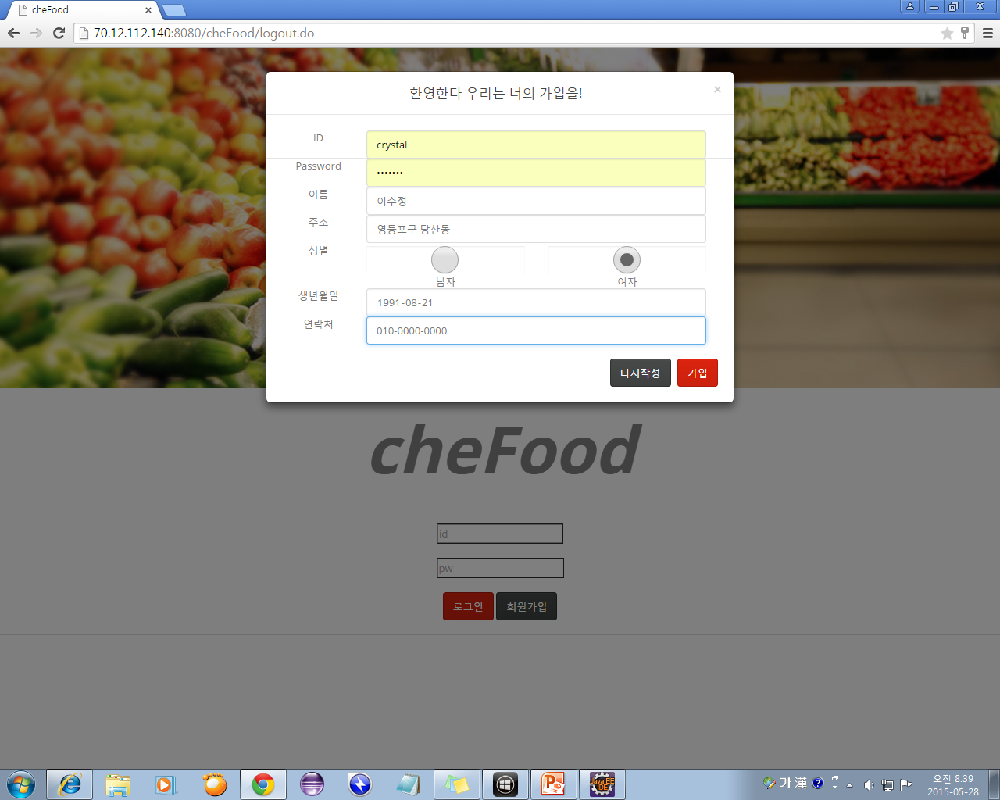 cheFood
70.12.112.140:8080/cheFood/logout.do
환영한다 우리는 너의 가입을!
×
ID
crystal
Password
•••••••
이름
이수정
주소
영등포구 당산동
성별
남자
여자
생년월일
1991-08-21
연락처
010-0000-0000
다시작성
가입
cheFood
id
pw
로그인
회원가입
Java EE
IDE
가 漢
오전 8:39
2015-05-28